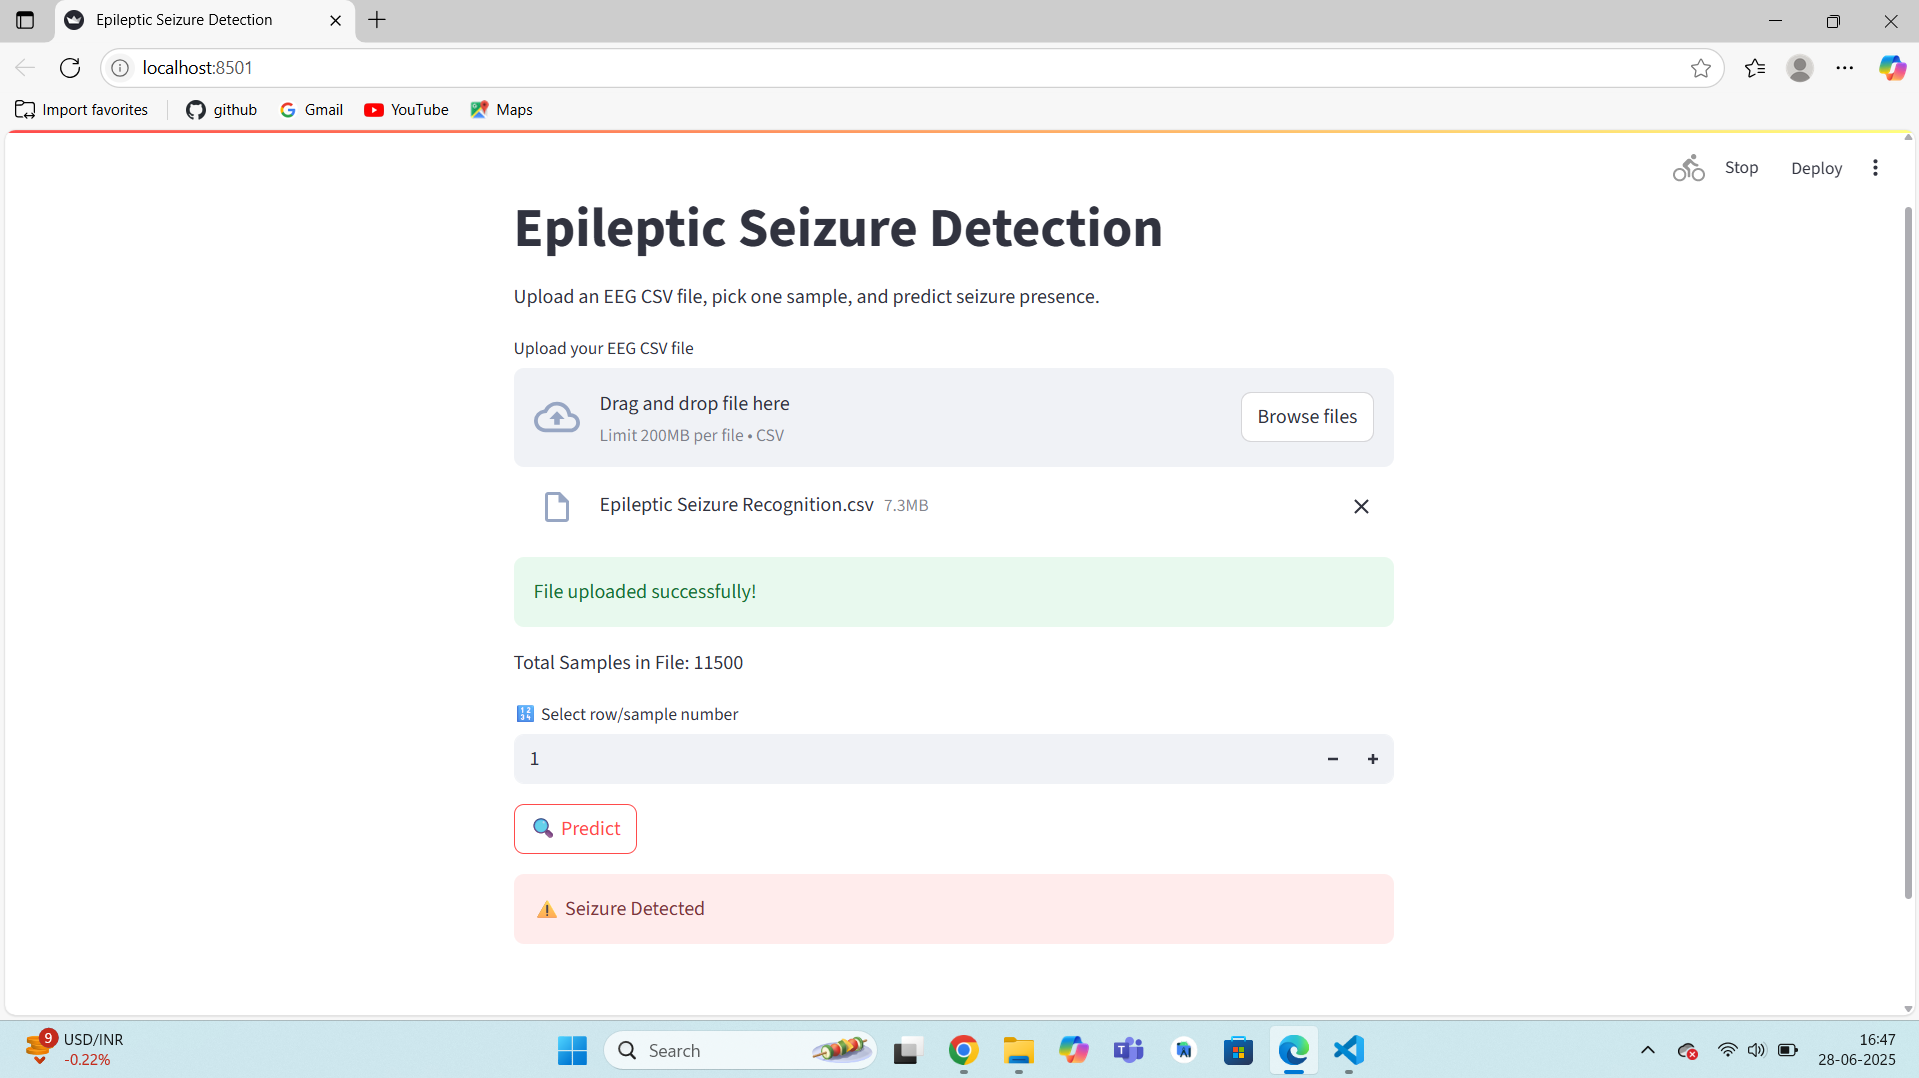 Epileptic Seizure Detection
localhost:8501
Import favorites
github
Gmail
YouTube
Maps
Stop
Deploy
Epileptic Seizure Detection
Upload an EEG CSV file, pick one sample, and predict seizure presence.
Upload your EEG CSV file
Drag and drop file here
Limit 200MB per file • CSV
Browse files
Epileptic Seizure Recognition.csv 7.3MB
File uploaded successfully!
Total Samples in File: 11500
🔢 Select row/sample number
1
🔍 Predict
⚠️ Seizure Detected
9
USD/INR
-0.22%
Search
16:47
28-06-2025